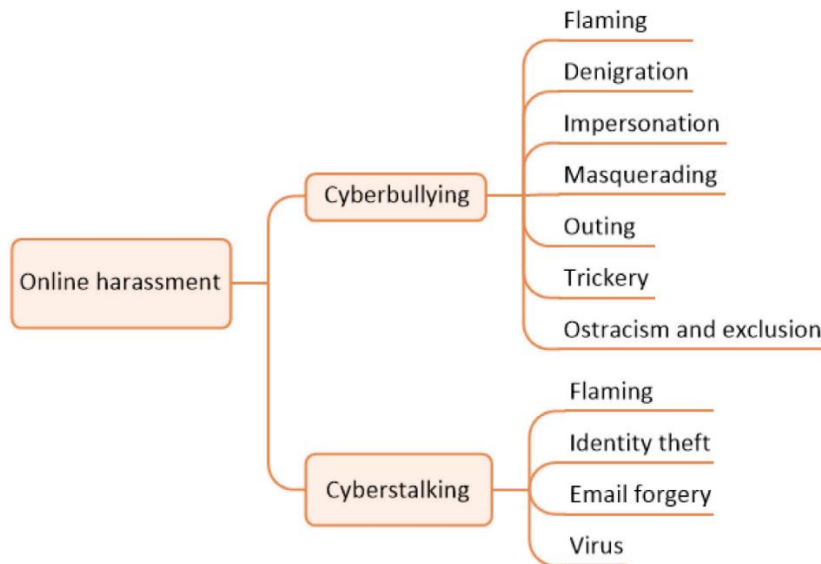 Flaming
Denigration
Impersonation
Cyberbullying
Masquerading
Outing
Online harassment
Trickery
Ostracism and exclusion
Flaming
Identity theft
Cyberstalking
Email forgery
Virus